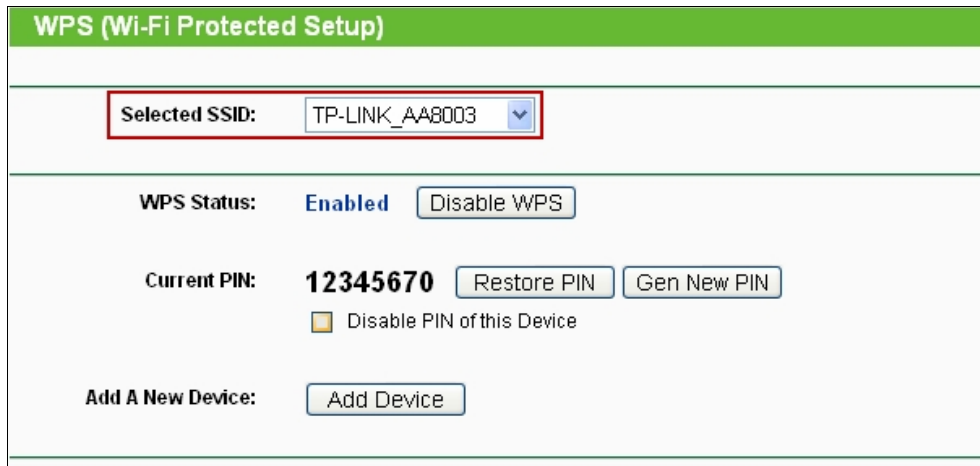 WPS (Wi-Fi Protected Setup)
Selected SSID: TP-LINK_AA8003
WPS Status: Enabled Disable WPS
Current PIN: 12345670 Restore PIN Gen New PIN
Disable PIN of this Device
Add A New Device: Add Device